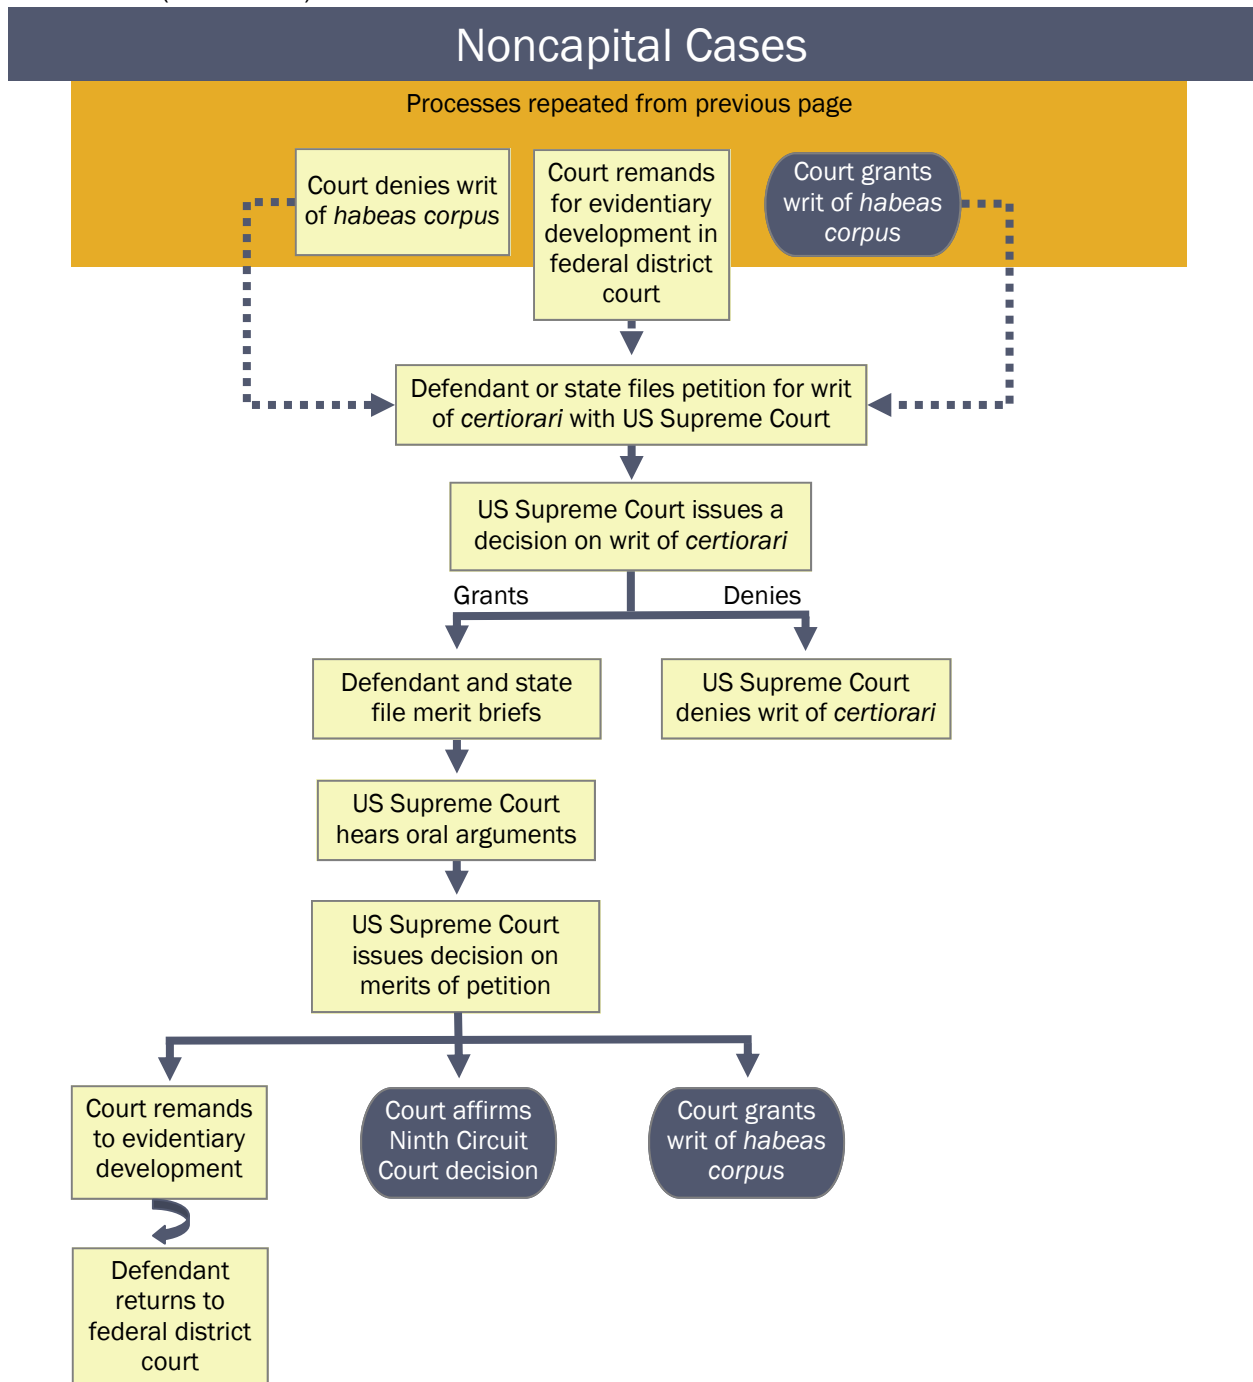 Noncapital Cases
Processes repeated from previous page
Court denies writ
of habeas corpus
Court remands
for evidentiary
development in
federal district
court
Court grants
writ of habeas
corpus
Defendant or state files petition for writ
of certiorari with US Supreme Court
US Supreme Court issues a
decision on writ of certiorari
Grants
Denies
Defendant and state
file merit briefs
US Supreme Court
denies writ of certiorari
US Supreme Court
hears oral arguments
US Supreme Court
issues decision on
merits of petition
Court remands
to evidentiary
development
Court affirms
Ninth Circuit
Court decision
Court grants
writ of habeas
corpus
Defendant
returns to
federal district
court